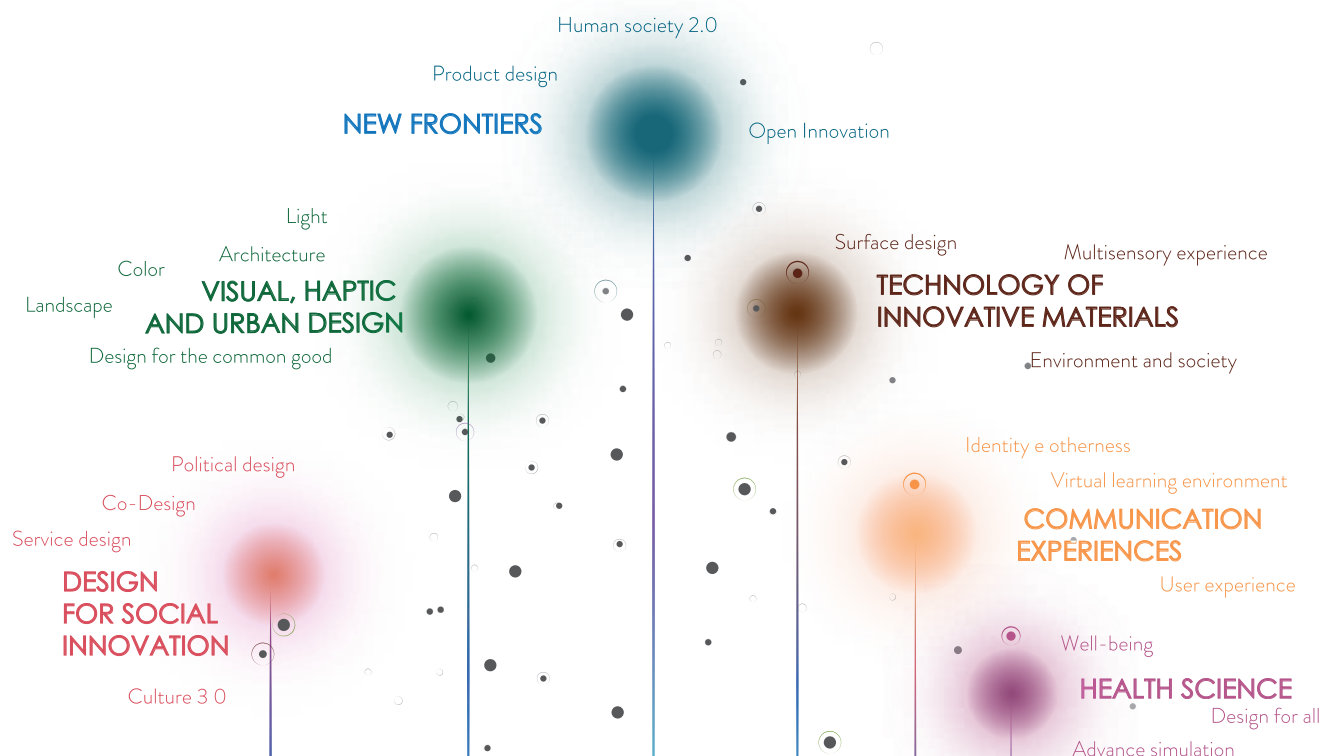 Human society 2.0
Product design
NEW FRONTIERS
Open Innovation
Light
Architecture
Color
VISUAL, HAPTIC
Landscape
AND URBAN DESIGN
Design for the common good
Surface design
Multisensory experience
TECHNOLOGY OF
INNOVATIVE MATERIALS
Environment and society
Political design
Co-Design
Service design
DESIGN
FOR SOCIAL
INNOVATION
Culture 3 0
Identity e otherness
Virtual learning environment
COMMUNICATION
EXPERIENCES
User experience
Well-being
HEALTH SCIENCE
Design for all
Advance simulation